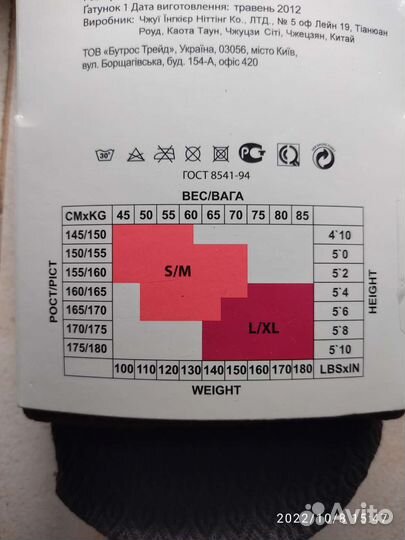 Ґатунок 1 Дата виготовлення: травень 2012
Виробник: Чжуї Інгкієр Ніттінг Ко., ЛТД., № 5 оф Лейн 19, Тіанюан
Роуд, Каота Таун, Чжуцзи Сіті, Чжецзян, Китай
ТОВ «Бутрос Трейд», Україна, 03056, місто Київ,
вул. Борщагівська, буд. 154-А, офіс 420
30°
ГОСТ 8541-94
ВЕС/ВАГА
СМxKG 45 50 55 60 65 70 75 80 85
145/150 4`10
150/155 5`0
155/160 S/M 5`2
160/165 5`4
165/170 5`6
170/175 L/XL 5`8
175/180 5`10
100 110 120 130 140 150 160 170 180 LBSxIN
WEIGHT
РОСТ/РІСТ
HEIGHT
2022/10/8 15:47
Avito